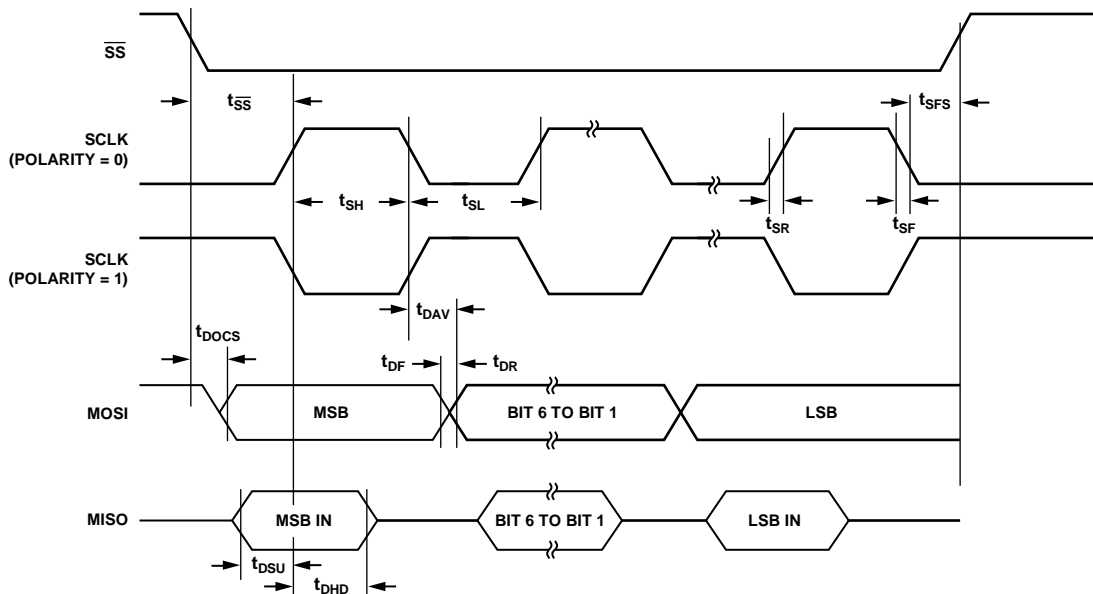 SS
tSS
tSFS
SCLK
(POLARITY = 0)
tSH
tSL
tSR
tSF
SCLK
(POLARITY = 1)
tDAV
tDOCS
tDF
tDR
MOSI
MSB
BIT 6 TO BIT 1
LSB
MISO
MSB IN
BIT 6 TO BIT 1
LSB IN
tDSU
tDHD